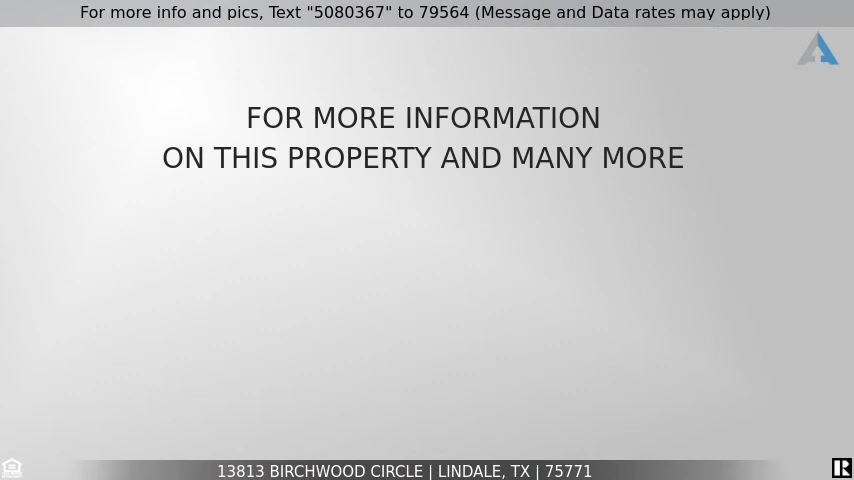 For more info and pics, Text "5080367" to 79564 (Message and Data rates may apply)
FOR MORE INFORMATION
ON THIS PROPERTY AND MANY MORE
13813 BIRCHWOOD CIRCLE | LINDALE, TX | 75771